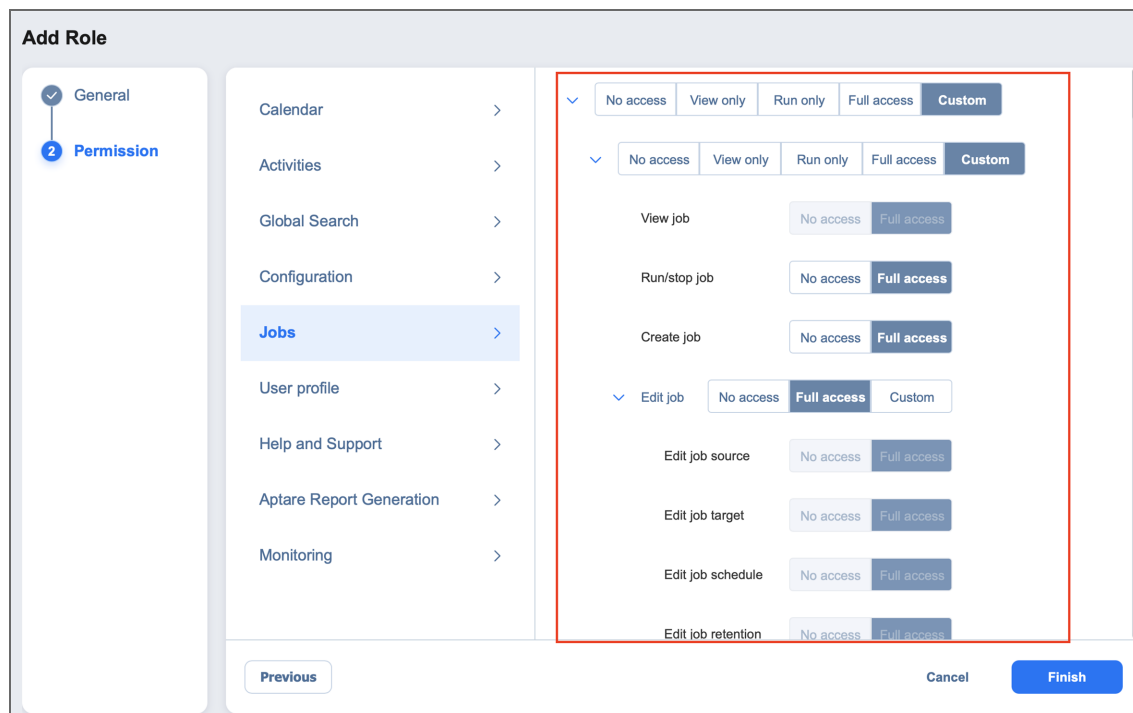 Add Role
General
2 Permission
Calendar
Activities
Global Search
Configuration
Jobs
User profile
Help and Support
Aptare Report Generation
Monitoring
No access View only Run only Full access Custom
No access View only Run only Full access Custom
View job No access Full access
Run/stop job No access Full access
Create job No access Full access
Edit job No access Full access Custom
Edit job source No access Full access
Edit job target No access Full access
Edit job schedule No access Full access
Edit job retention No access Full access
Previous Cancel Finish